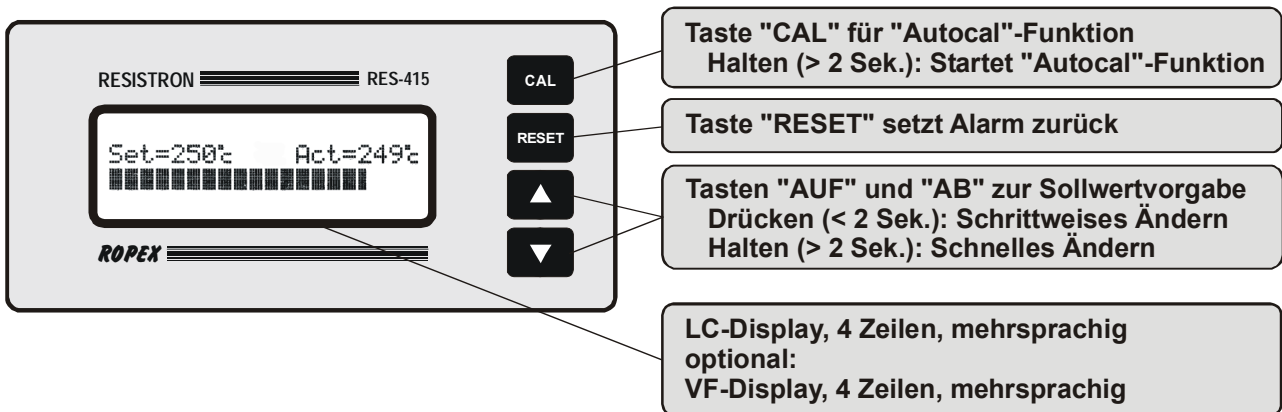 RESISTRON RES-415
Set=250°c Act=249°c
ROPEX
CAL
RESET
Taste "CAL" für "Autocal"-Funktion
Halten (> 2 Sek.): Startet "Autocal"-Funktion
Taste "RESET" setzt Alarm zurück
Tasten "AUF" und "AB" zur Sollwertvorgabe
Drücken (< 2 Sek.): Schrittweises Ändern
Halten (> 2 Sek.): Schnelles Ändern
LC-Display, 4 Zeilen, mehrsprachig
optional:
VF-Display, 4 Zeilen, mehrsprachig